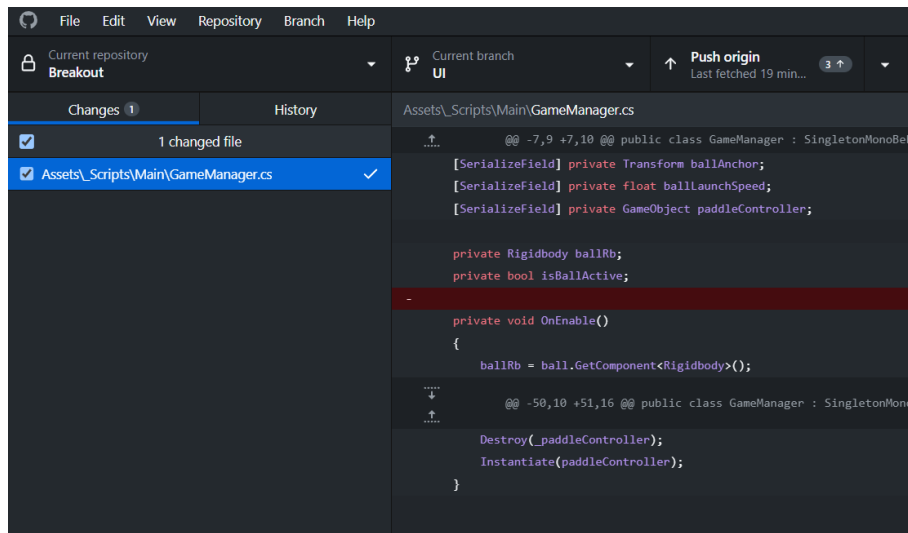 File Edit View Repository Branch Help
Current repository
Breakout
Current branch
UI
Push origin
Last fetched 19 min...
3 ↑
Changes 1
History
1 changed file
Assets\_Scripts\Main\GameManager.cs
Assets\_Scripts\Main\GameManager.cs
@@ -7,9 +7,10 @@ public class GameManager : SingletonMonoBe
[SerializeField] private Transform ballAnchor;
[SerializeField] private float ballLaunchSpeed;
[SerializeField] private GameObject paddleController;
private Rigidbody ballRb;
private bool isBallActive;
-
private void OnEnable()
{
ballRb = ball.GetComponent<Rigidbody>();
@@ -50,10 +51,16 @@ public class GameManager : SingletonMon
Destroy(_paddleController);
Instantiate(paddleController);
}